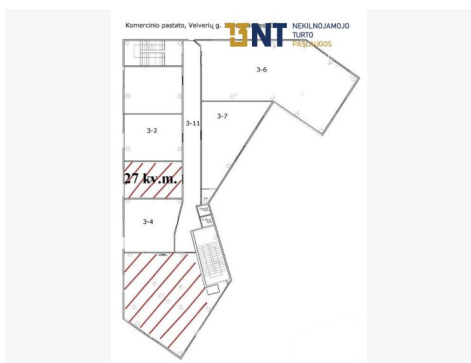 Komercinio pastato, Veiverių g.
NT
NEKILNOJAMOJO
TURTO
PASLAUGOS
3-6
3-7
3-11
3-2
27 kv.m.
3-4